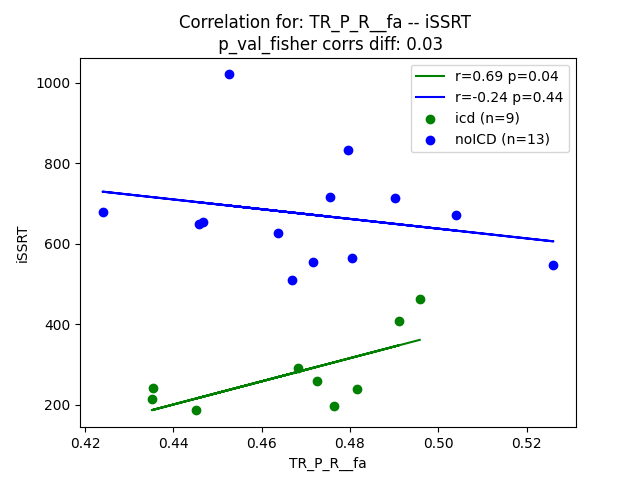 Correlation for: TR_P_R__fa -- iSSRT
p_val_fisher corrs diff: 0.03
r=0.69 p=0.04
r=-0.24 p=0.44
icd (n=9)
noICD (n=13)
1000
800
600
400
200
iSSRT
0.42 0.44 0.46 0.48 0.50 0.52
TR_P_R__fa